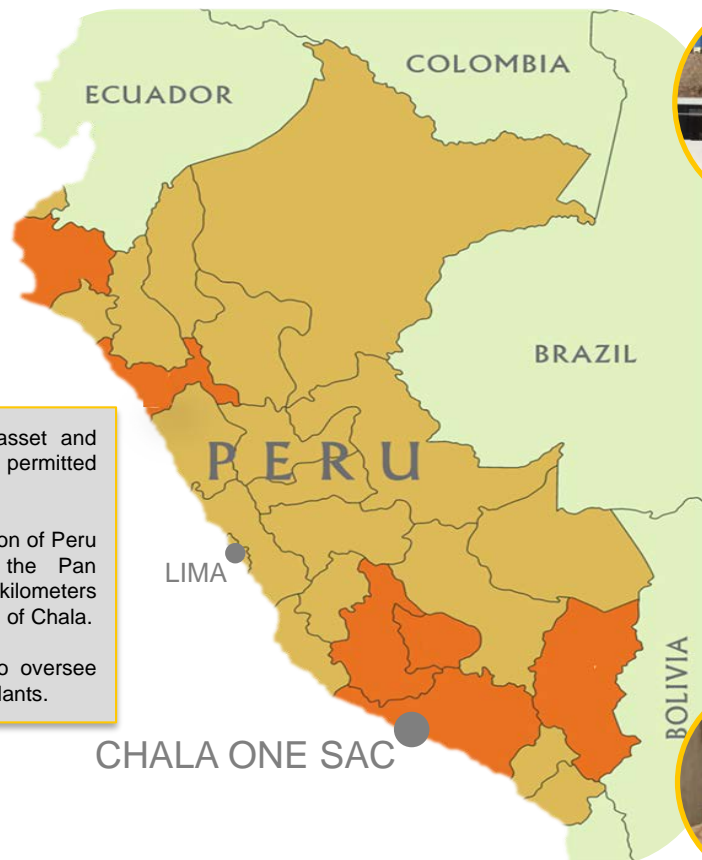 COLOMBIA
ECUADOR
BRAZIL
asset and
permitted
PERU
on of Peru
the Pan
kilometers
of Chala.
LIMA
o oversee
lants.
BOLIVIA
CHALA ONE SAC